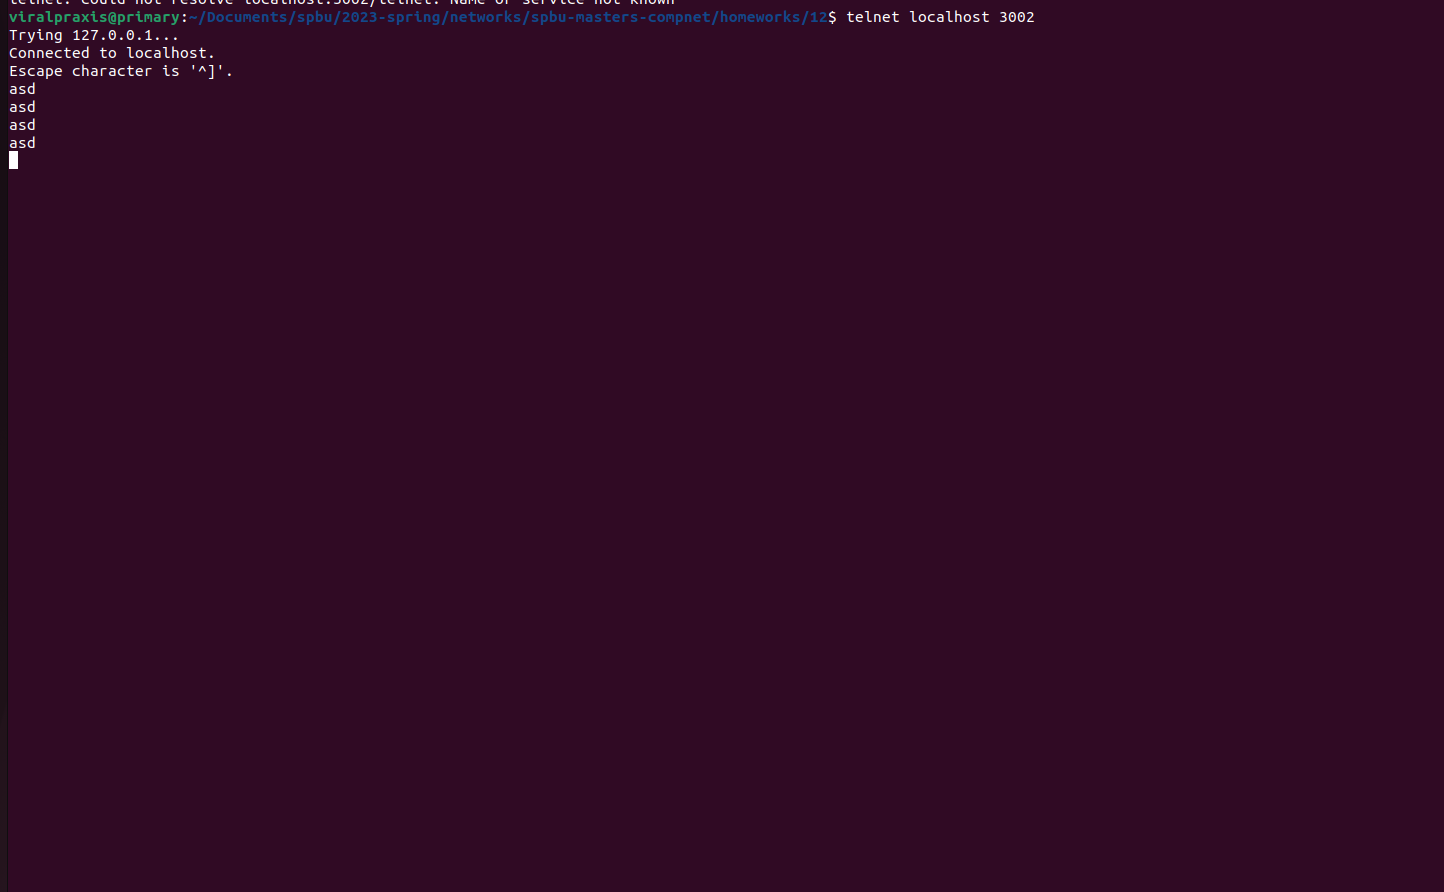 telnet: could not resolve localhost:3002/telnet: Name or service not known
viralpraxis@primary:~/Documents/spbu/2023-spring/networks/spbu-masters-compnet/homeworks/12$ telnet localhost 3002
Trying 127.0.0.1...
Connected to localhost.
Escape character is '^]'.
asd
asd
asd
asd